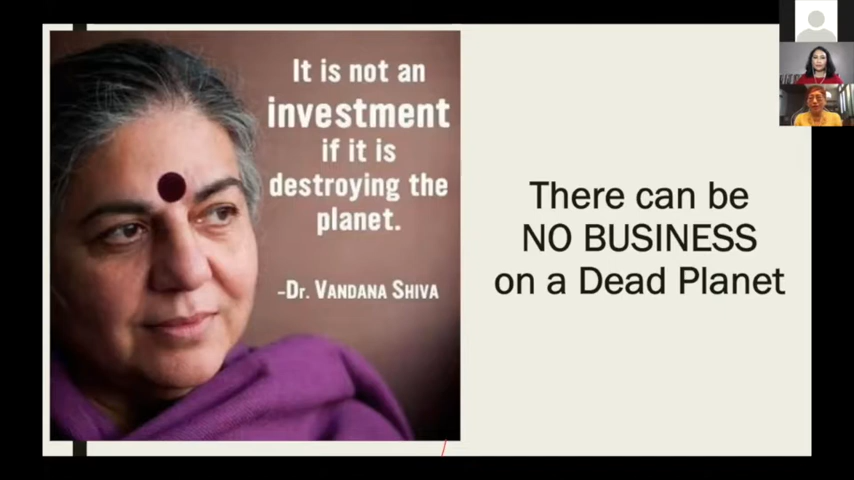 It is not an
investment
if it is
destroying the
planet.
-Dr. VANDANA SHIVA
There can be
NO BUSINESS
on a Dead Planet